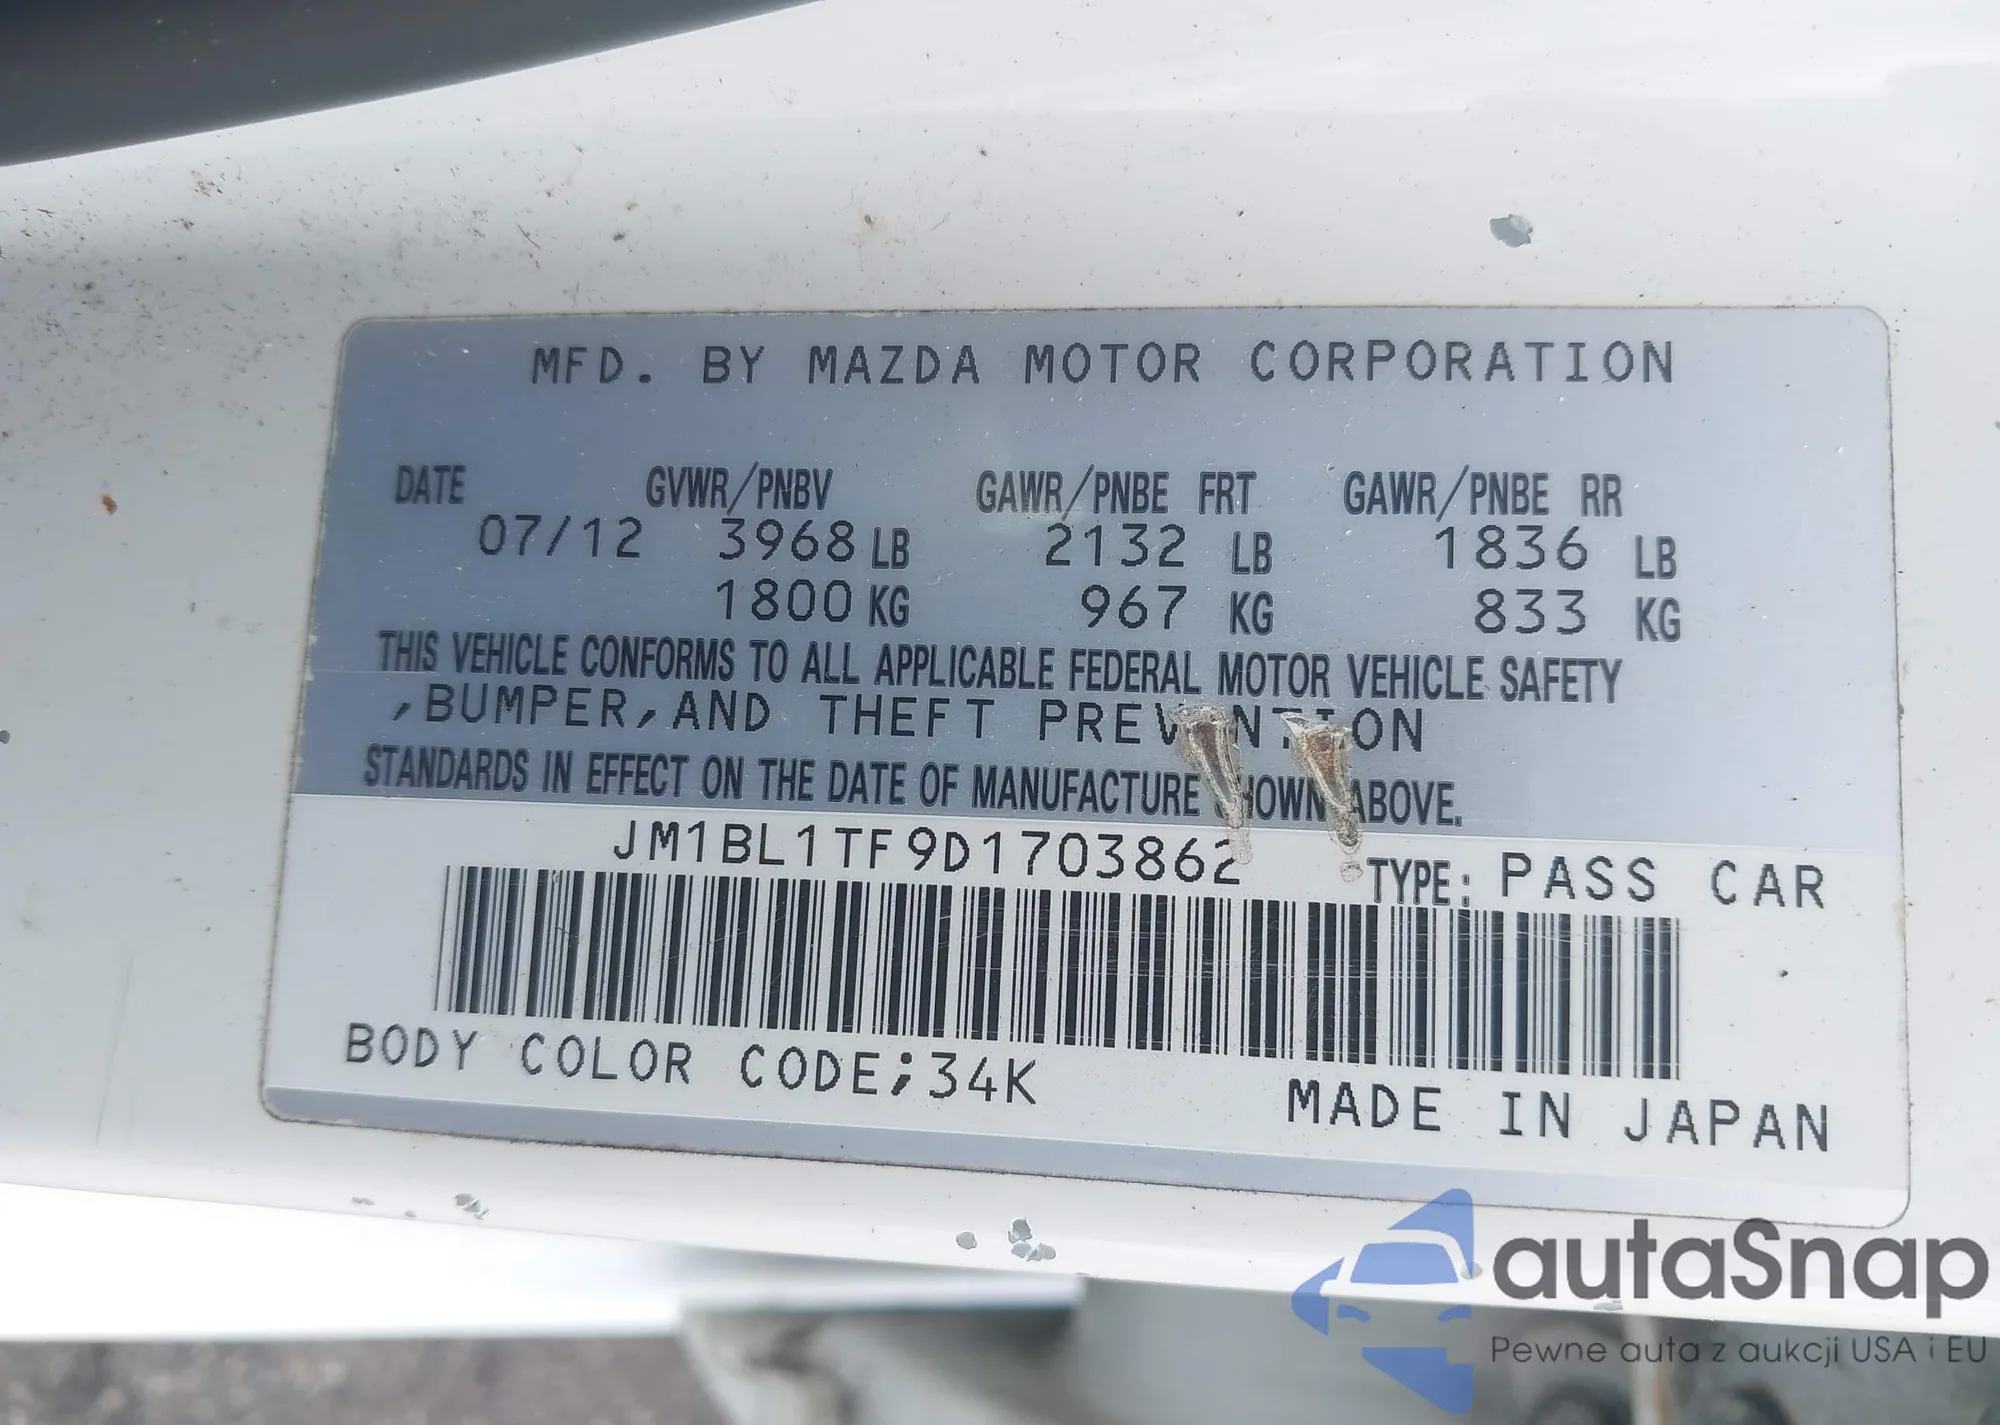 MFD. BY MAZDA MOTOR CORPORATION
DATE GVWR/PNBV GAWR/PNBE FRT GAWR/PNBE RR
07/12 3968 LB 2132 LB 1836 LB
1800 KG 967 KG 833 KG
THIS VEHICLE CONFORMS TO ALL APPLICABLE FEDERAL MOTOR VEHICLE SAFETY
,BUMPER,AND THEFT PREVENTION
STANDARDS IN EFFECT ON THE DATE OF MANUFACTURE SHOWN ABOVE.
JM1BL1TF9D1703862
TYPE: PASS CAR
BODY COLOR CODE;34K
MADE IN JAPAN
autaSnap
Pewne auta z aukcji USA i EU